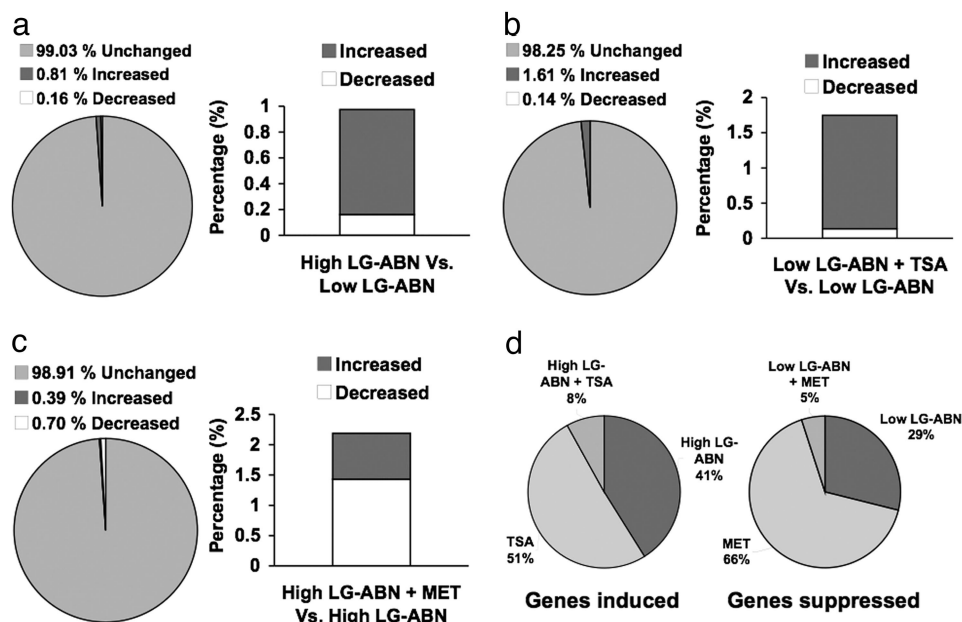 a
99.03 % Unchanged
0.81 % Increased
0.16 % Decreased
Increased
Decreased
Percentage (%)
1
0.8
0.6
0.4
0.2
0
High LG-ABN Vs.
Low LG-ABN
b
98.25 % Unchanged
1.61 % Increased
0.14 % Decreased
Increased
Decreased
Percentage (%)
2
1.5
1
0.5
0
Low LG-ABN + TSA
Vs. Low LG-ABN
c
98.91 % Unchanged
0.39 % Increased
0.70 % Decreased
Increased
Decreased
Percentage (%)
2.5
2
1.5
1
0.5
0
High LG-ABN + MET
Vs. High LG-ABN
d
High LG-
ABN + TSA
8%
High LG-
ABN
41%
TSA
51%
Genes induced
Low LG-ABN
+ MET
5%
Low LG-ABN
29%
MET
66%
Genes suppressed